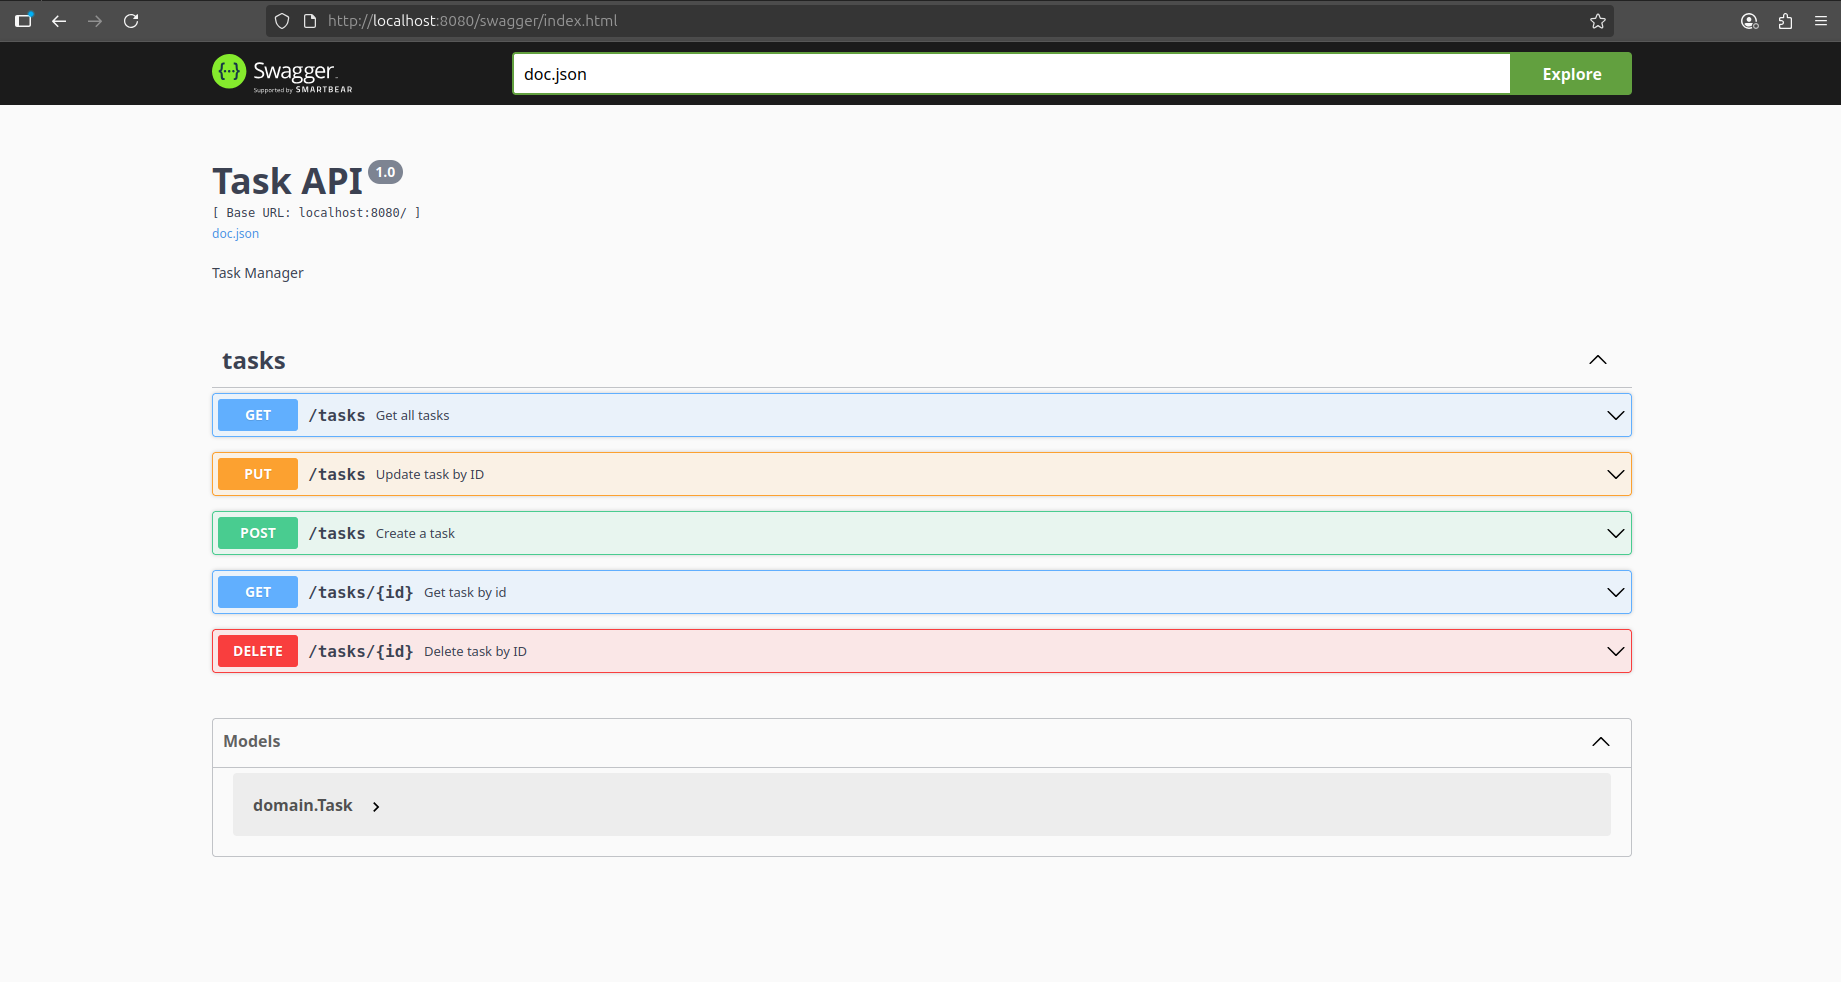 http://localhost:8080/swagger/index.html
Swagger
Supported by SMARTBEAR
doc.json
Explore
Task API 1.0
[ Base URL: localhost:8080/ ]
doc.json
Task Manager
tasks
GET /tasks Get all tasks
PUT /tasks Update task by ID
POST /tasks Create a task
GET /tasks/{id} Get task by id
DELETE /tasks/{id} Delete task by ID
Models
domain.Task